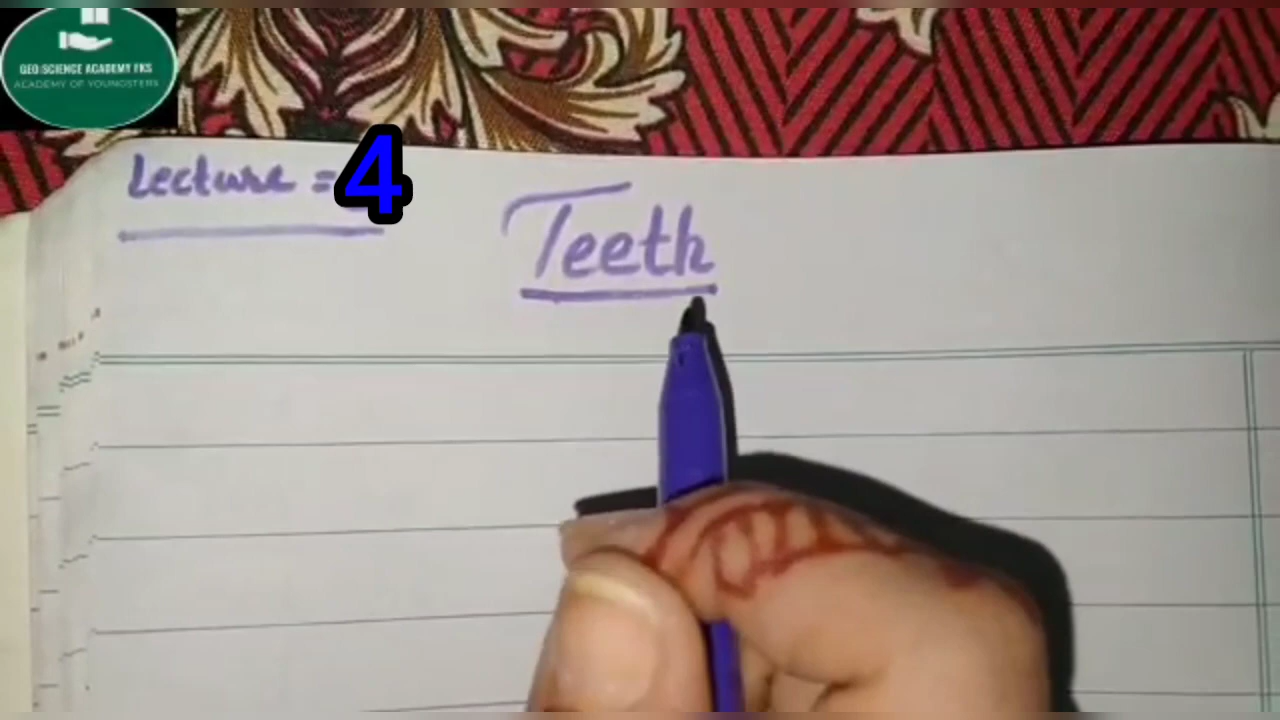 GEO SCIENCE ACADEMY FKS
ACADEMY OF YOUNGSTERS
Lecture = 4
Teeth